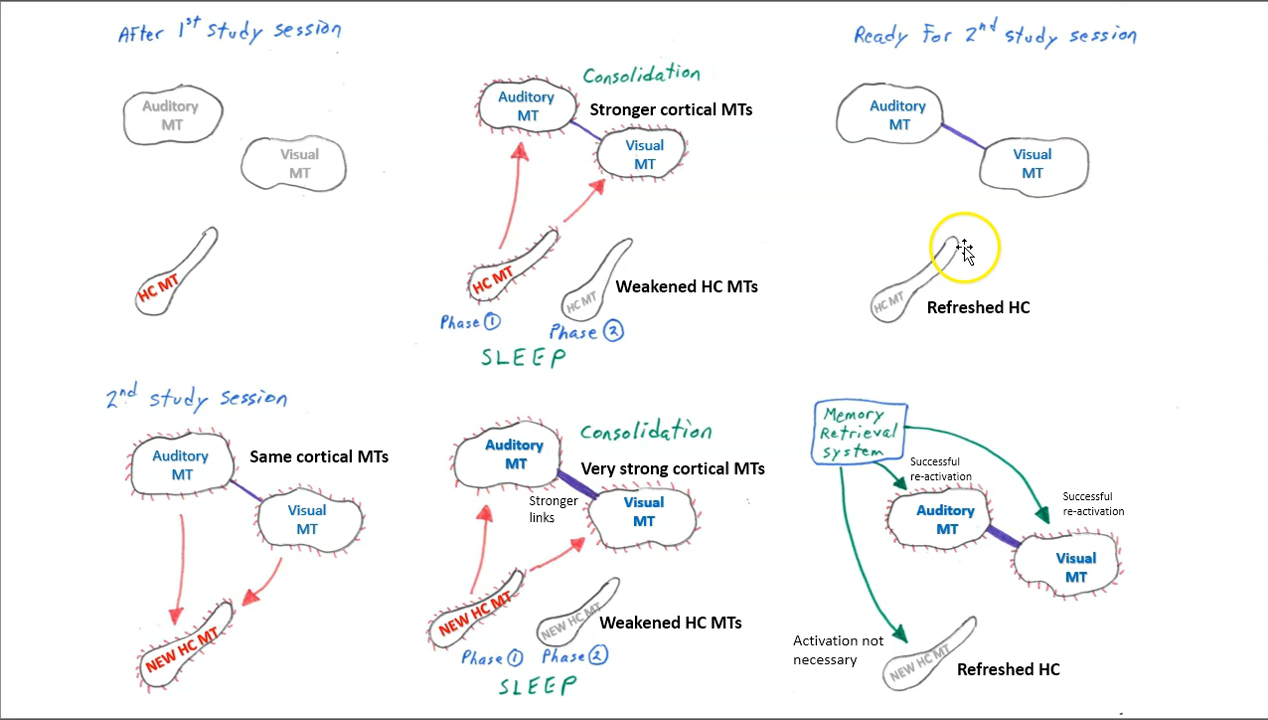 After 1st study session
Auditory
MT
Visual
MT
HC MT
Consolidation
Auditory
MT
Stronger cortical MTs
Visual
MT
HC MT
HC MT
Weakened HC MTs
Phase 1
Phase 2
SLEEP
Ready for 2nd study session
Auditory
MT
Visual
MT
HC MT
Refreshed HC
2nd study session
Auditory
MT
Same cortical MTs
Visual
MT
NEW HC MT
Consolidation
Auditory
MT
Very strong cortical MTs
Stronger
links
Visual
MT
NEW HC MT
NEW HC MT
Weakened HC MTs
Phase 1
Phase 2
SLEEP
Memory
Retrieval
system
Successful
re-activation
Successful
re-activation
Auditory
MT
Visual
MT
Activation not
necessary
NEW HC MT
Refreshed HC